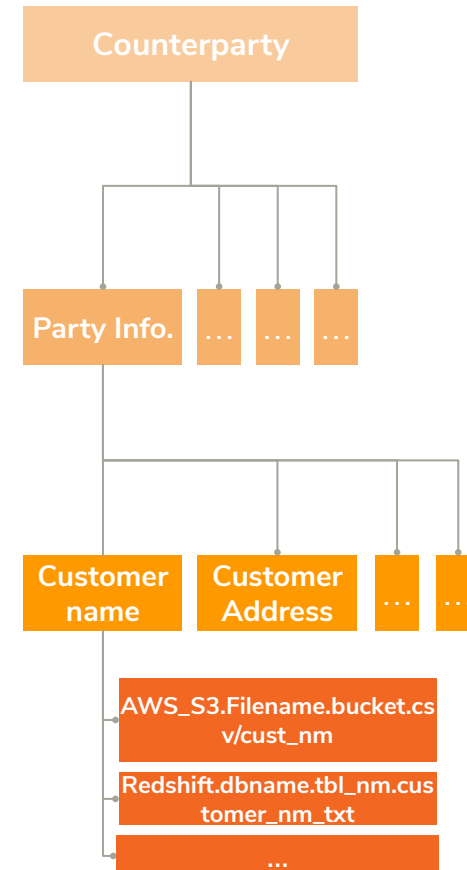 Counterparty
Party Info.
...
...
...
Customer
name
Customer
Address
...
..
AWS_S3.Filename.bucket.cs
v/cust_nm
Redshift.dbname.tbl_nm.cus
tomer_nm_txt
...